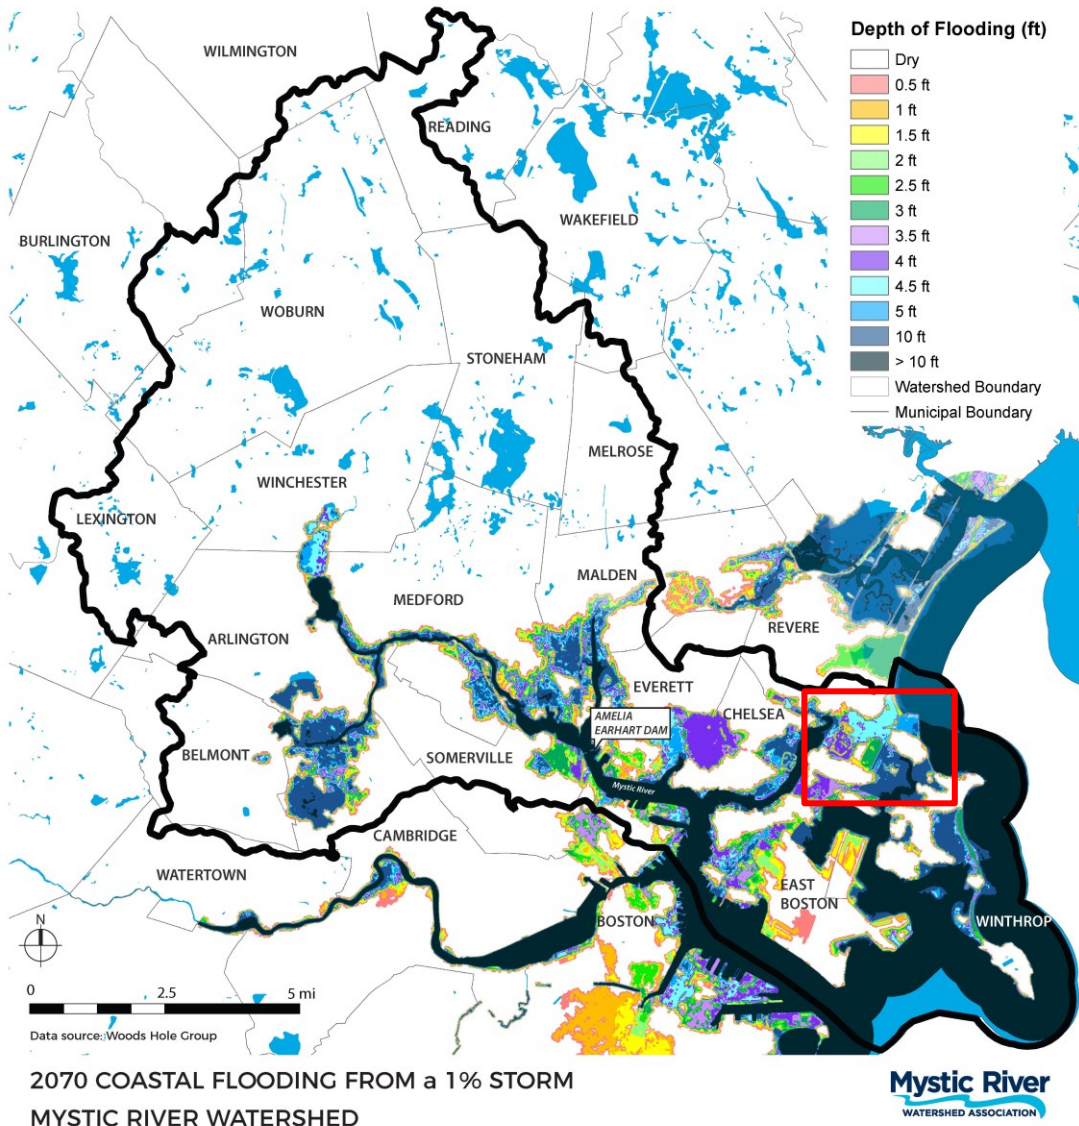 WILMINGTON
Depth of Flooding (ft)
Dry
0.5 ft
1 ft
1.5 ft
2 ft
2.5 ft
3 ft
3.5 ft
4 ft
4.5 ft
5 ft
10 ft
> 10 ft
Watershed Boundary
Municipal Boundary
READING
WAKEFIELD
BURLINGTON
WOBURN
STONEHAM
MELROSE
WINCHESTER
LEXINGTON
MALDEN
MEDFORD
REVERE
ARLINGTON
EVERETT
CHELSEA
AMELIA
EARHART DAM
BELMONT
SOMERVILLE
Mystic River
CAMBRIDGE
WATERTOWN
EAST
BOSTON
BOSTON
WINTHROP
N
0 2.5 5 mi
Data source: Woods Hole Group
2070 COASTAL FLOODING FROM a 1% STORM
MYSTIC RIVER WATERSHED
Mystic River
WATERSHED ASSOCIATION